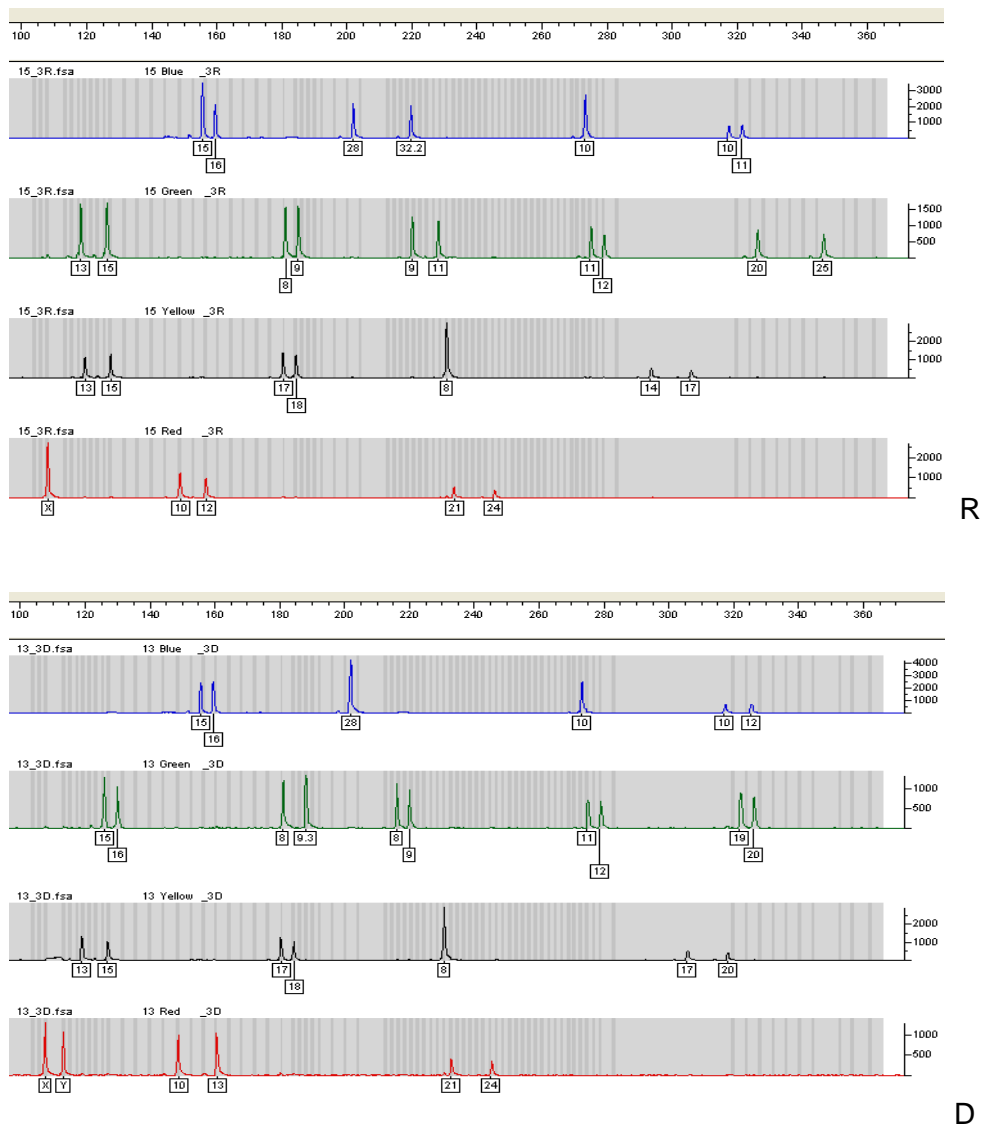 100 120 140 160 180 200 220 240 260 280 300 320 340 360
15_3R.fsa 15 Blue _3R
3000
2000
1000
15 28 32.2 10 10
16 11
15_3R.fsa 15 Green _3R
1500
1000
500
13 15 9 9 11 11 20 25
8 12
15_3R.fsa 15 Yellow _3R
2000
1000
13 15 17 8 14 17
18
15_3R.fsa 15 Red _3R
2000
1000
X 10 12 21 24
R
100 120 140 160 180 200 220 240 260 280 300 320 340 360
13_3D.fsa 13 Blue _3D
4000
3000
2000
1000
15 28 10 10 12
16
13_3D.fsa 13 Green _3D
1000
500
15 8 9.3 8 11 19
16 9 20
12
13_3D.fsa 13 Yellow _3D
2000
1000
13 15 17 8 17 20
18
13_3D.fsa 13 Red _3D
1000
500
X Y 10 13 21 24
D